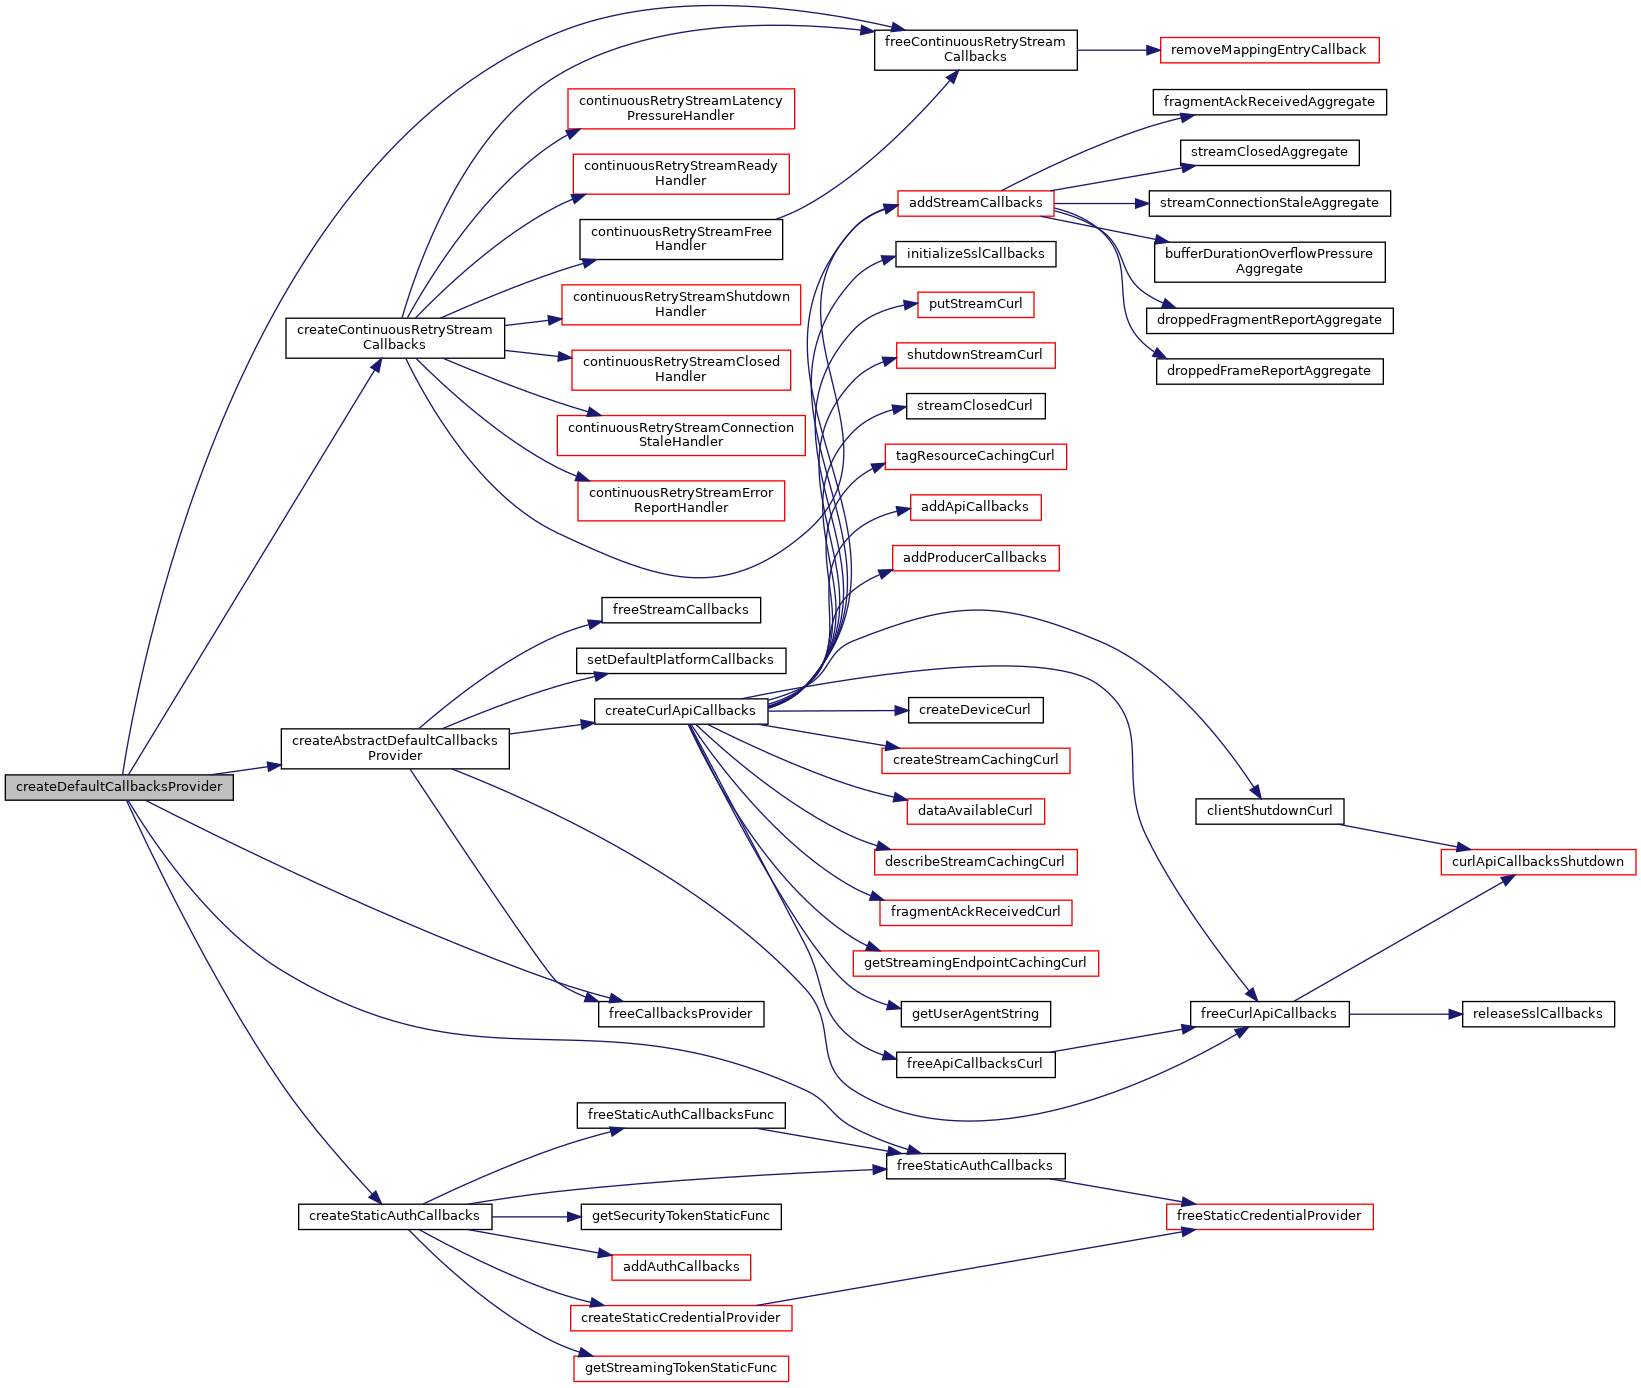 createDefaultCallbacksProvider
createContinuousRetryStream
Callbacks
createAbstractDefaultCallbacks
Provider
createStaticAuthCallbacks
continuousRetryStreamLatency
PressureHandler
continuousRetryStreamReady
Handler
continuousRetryStreamFree
Handler
continuousRetryStreamShutdown
Handler
continuousRetryStreamClosed
Handler
continuousRetryStreamConnection
StaleHandler
continuousRetryStreamError
ReportHandler
freeStreamCallbacks
setDefaultPlatformCallbacks
createCurlApiCallbacks
freeCallbacksProvider
freeStaticAuthCallbacksFunc
getSecurityTokenStaticFunc
addAuthCallbacks
createStaticCredentialProvider
getStreamingTokenStaticFunc
freeContinuousRetryStream
Callbacks
addStreamCallbacks
initializeSslCallbacks
putStreamCurl
shutdownStreamCurl
streamClosedCurl
tagResourceCachingCurl
addApiCallbacks
addProducerCallbacks
createDeviceCurl
createStreamCachingCurl
dataAvailableCurl
describeStreamCachingCurl
fragmentAckReceivedCurl
getStreamingEndpointCachingCurl
getUserAgentString
freeApiCallbacksCurl
freeStaticAuthCallbacks
removeMappingEntryCallback
fragmentAckReceivedAggregate
streamClosedAggregate
streamConnectionStaleAggregate
bufferDurationOverflowPressure
Aggregate
droppedFragmentReportAggregate
droppedFrameReportAggregate
clientShutdownCurl
freeCurlApiCallbacks
freeStaticCredentialProvider
curlApiCallbacksShutdown
releaseSslCallbacks